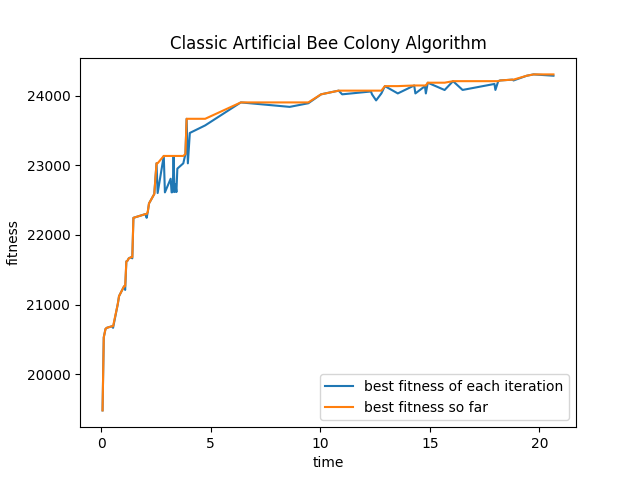 Classic Artificial Bee Colony Algorithm
24000
23000
22000
21000
20000
fitness
0
5
10
15
20
time
best fitness of each iteration
best fitness so far